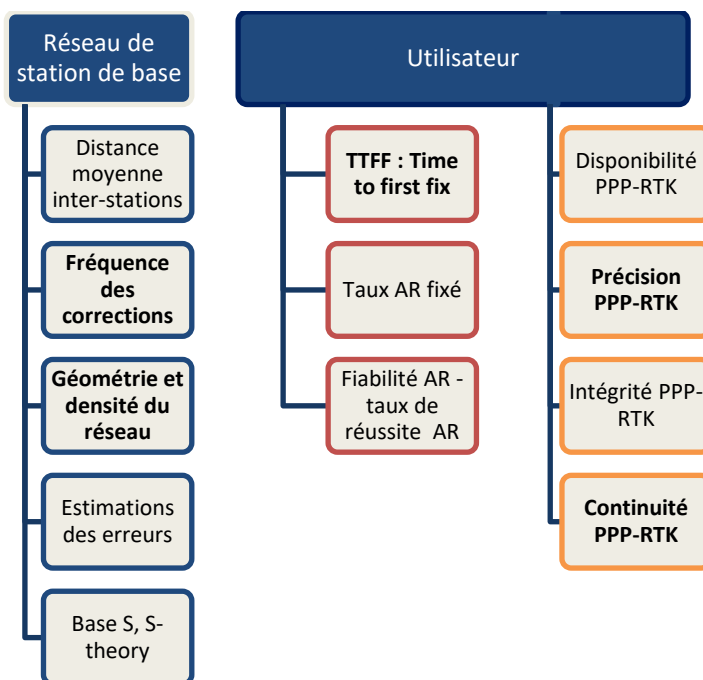 Réseau de
station de base
Distance
moyenne
inter-stations
Fréquence
des
corrections
Géométrie et
densité du
réseau
Estimations
des erreurs
Base S, S-
theory
Utilisateur
TTFF : Time
to first fix
Taux AR fixé
Fiabilité AR -
taux de
réussite AR
Disponibilité
PPP-RTK
Précision
PPP-RTK
Intégrité PPP-
RTK
Continuité
PPP-RTK